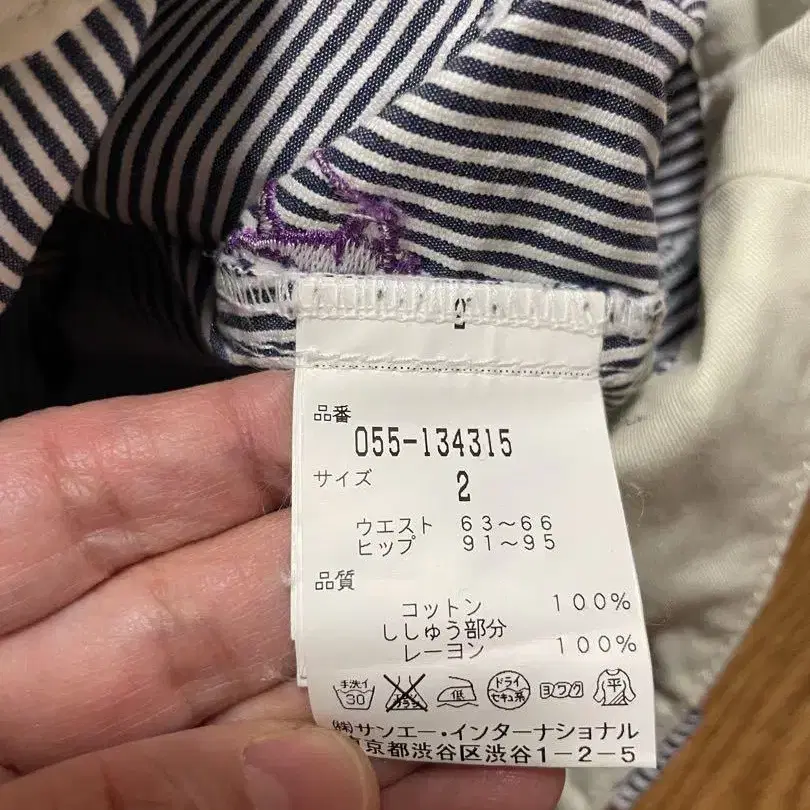 2
品番
055-134315
サイズ
2
ウエスト 63～66
ヒップ 91～95
品質
コットン 100%
ししゅう部分
レーヨン 100%
手洗イ 30 低 ドライ セキユ系 ヨワク 平
㈱サンエー・インターナショナル
東京都渋谷区渋谷1-2-5